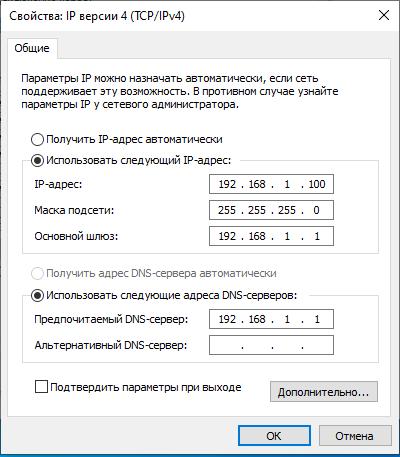 Свойства: IP версии 4 (TCP/IPv4)
Общие
Параметры IP можно назначать автоматически, если сеть
поддерживает эту возможность. В противном случае узнайте
параметры IP у сетевого администратора.
Получить IP-адрес автоматически
Использовать следующий IP-адрес:
IP-адрес: 192 . 168 . 1 . 100
Маска подсети: 255 . 255 . 255 . 0
Основной шлюз: 192 . 168 . 1 . 1
Получить адрес DNS-сервера автоматически
Использовать следующие адреса DNS-серверов:
Предпочитаемый DNS-сервер: 192 . 168 . 1 . 1
Альтернативный DNS-сервер: . . .
Подтвердить параметры при выходе
Дополнительно...
ОК Отмена